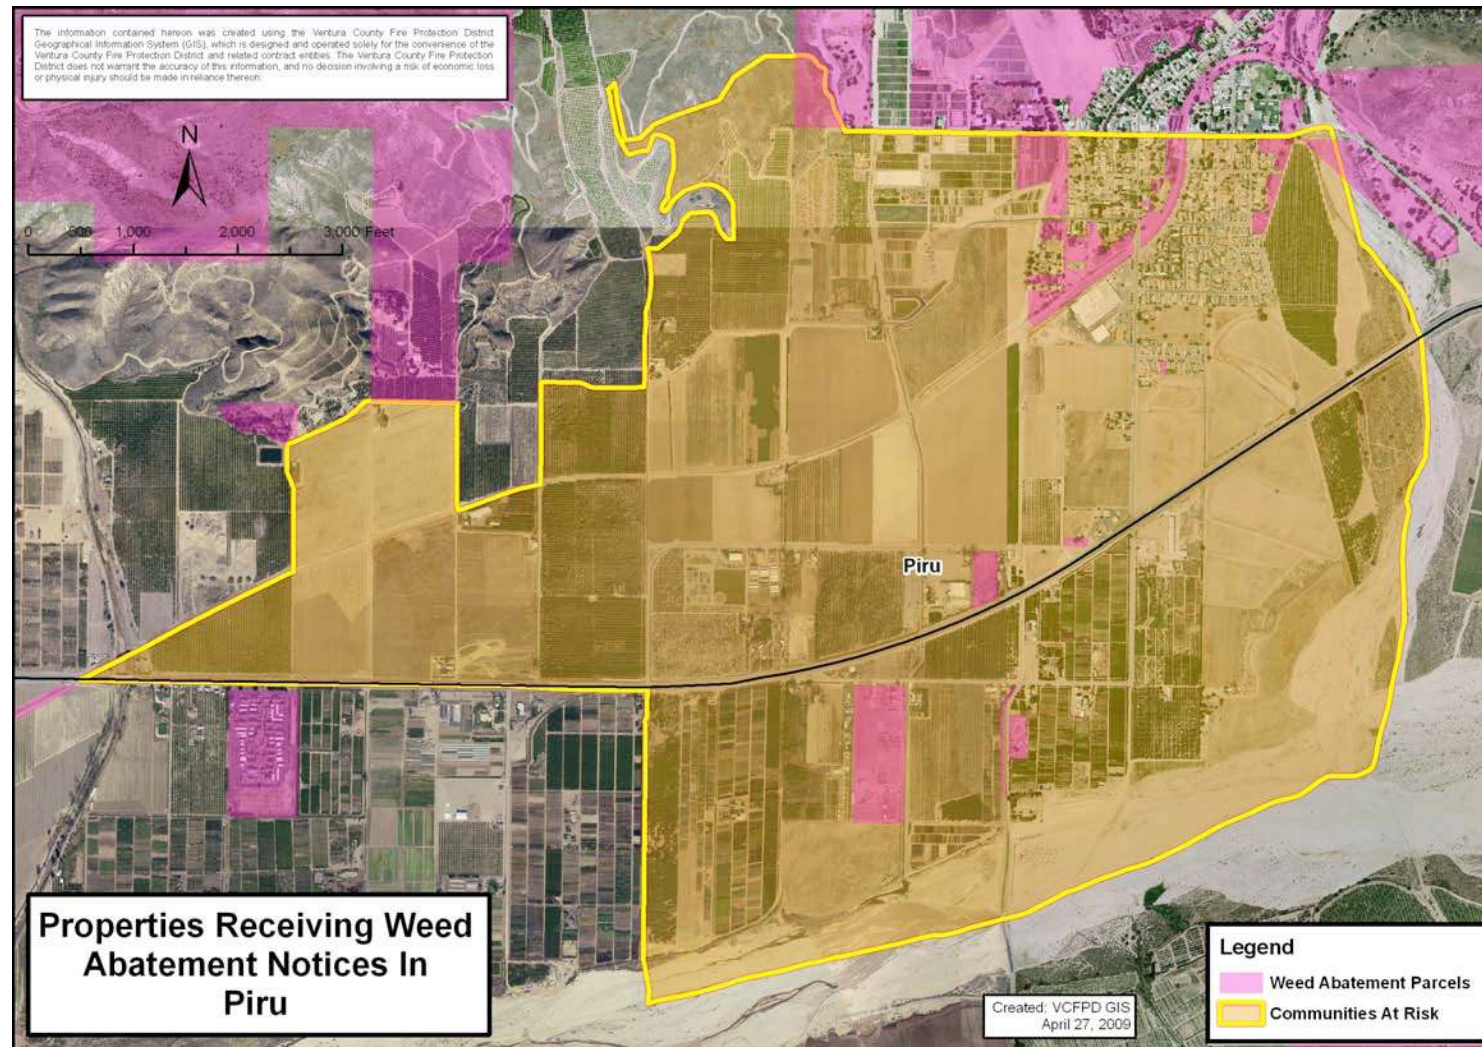 The information contained hereon was created using the Ventura County Fire Protection District
Geographical Information System (GIS), which is designed and operated solely for the convenience of the
Ventura County Fire Protection District and related contract entities. The Ventura County Fire Protection
District does not warrant the accuracy of this information, and no decision involving a risk of economic loss
or physical injury should be made in reliance thereon.
N
0 500 1,000 2,000 3,000 Feet
Piru
Properties Receiving Weed
Abatement Notices In
Piru
Created: VCFPD GIS
April 27, 2009
Legend
Weed Abatement Parcels
Communities At Risk